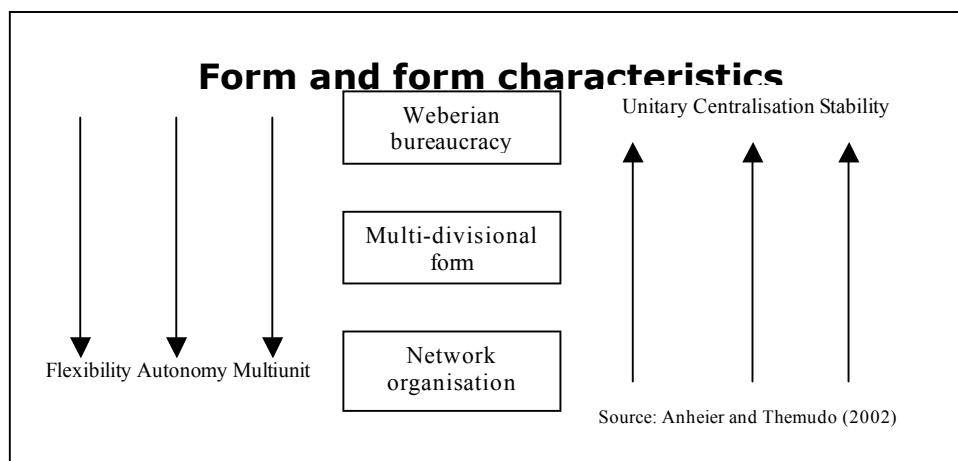 Form and form characteristics
Unitary Centralisation Stability
Weberian
bureaucracy
Multi-divisional
form
Network
organisation
Flexibility Autonomy Multiunit
Source: Anheier and Themudo (2002)